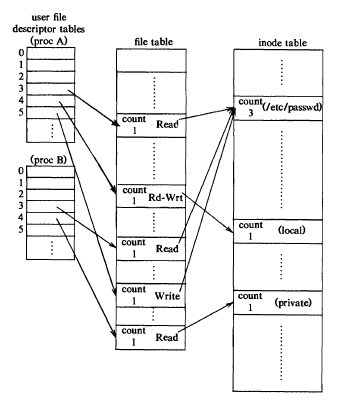 user file
descriptor tables
(proc A)
0
1
2
3
4
5
(proc B)
0
1
2
3
4
5
file table
count
1 Read
count
1 Rd-Wrt
count
1 Read
count
1 Write
count
1 Read
inode table
count
3 (/etc/passwd)
count
1 (local)
count
1 (private)